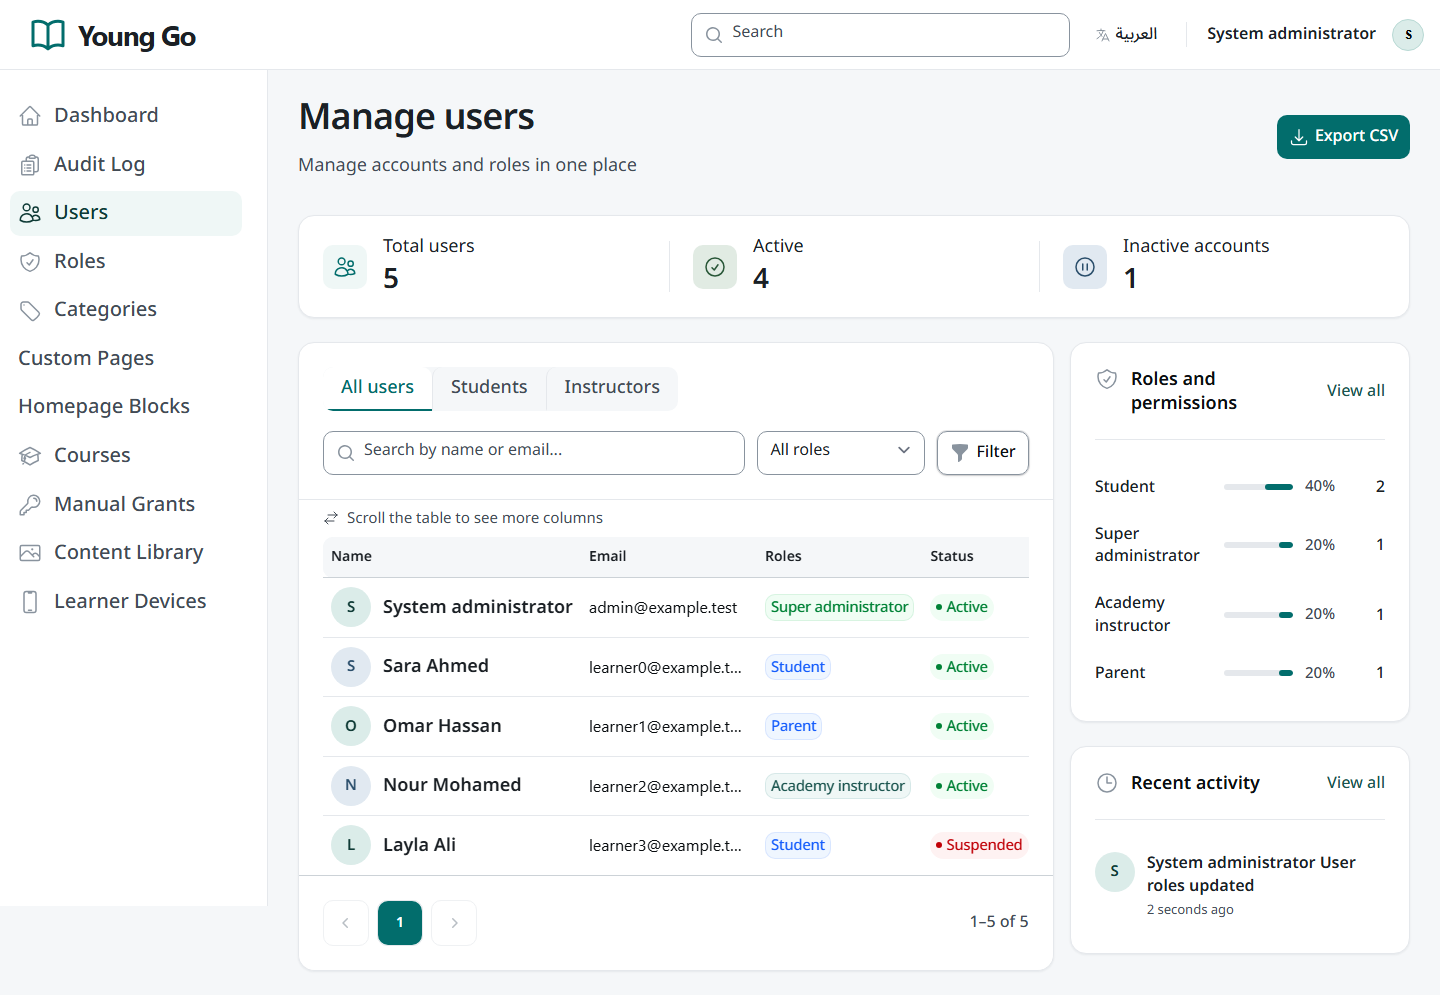 Young Go
Search
العربية
System administrator
S
Dashboard
Audit Log
Users
Roles
Categories
Custom Pages
Homepage Blocks
Courses
Manual Grants
Content Library
Learner Devices
Manage users
Manage accounts and roles in one place
Export CSV
Total users
5
Active
4
Inactive accounts
1
All users
Students
Instructors
Search by name or email...
All roles
Filter
Scroll the table to see more columns
Name Email Roles Status
S System administrator admin@example.test Super administrator Active
S Sara Ahmed learner0@example.t... Student Active
O Omar Hassan learner1@example.t... Parent Active
N Nour Mohamed learner2@example.t... Academy instructor Active
L Layla Ali learner3@example.t... Student Suspended
1
1–5 of 5
Roles and
permissions
View all
Student 40% 2
Super
administrator 20% 1
Academy
instructor 20% 1
Parent 20% 1
Recent activity
View all
S
System administrator User
roles updated
2 seconds ago